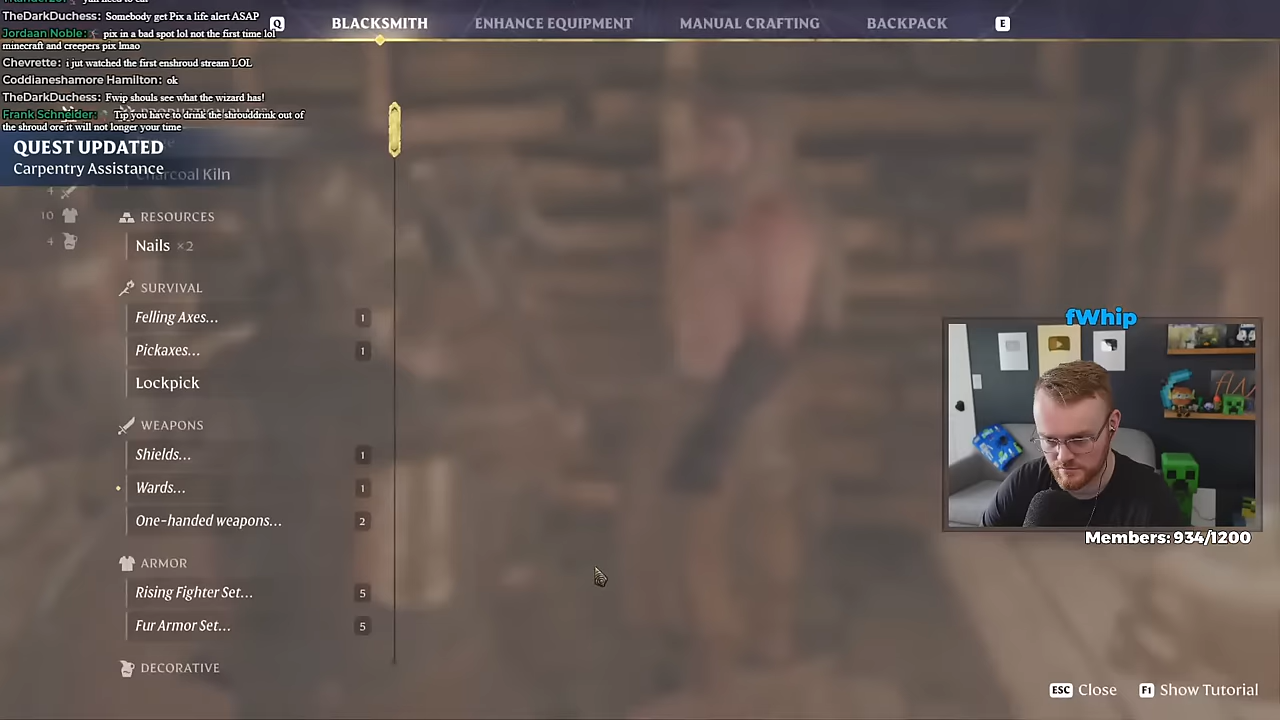 TheDarkDuchess: Somebody get Pix a life alert ASAP
Jordaan Noble: pix in a bad spot lol not the first time lol
minecraft and creepers pix lmao
Chevrette: i jut watched the first enshroud stream LOL
Coddianeshamore Hamilton: ok
TheDarkDuchess: Fwip shouls see what the wizard has!
Frank Schneider: Tip you have to drink the shrouddrink out of
the shroud ore it will not longer your time
Q
BLACKSMITH
ENHANCE EQUIPMENT
MANUAL CRAFTING
BACKPACK
E
QUEST UPDATED
Carpentry Assistance
Charcoal Kiln
4
10
4
RESOURCES
Nails ×2
SURVIVAL
Felling Axes... 1
Pickaxes... 1
Lockpick
WEAPONS
Shields... 1
Wards... 1
One-handed weapons... 2
ARMOR
Rising Fighter Set... 5
Fur Armor Set... 5
DECORATIVE
fWhip
Members: 934/1200
ESC Close
F1 Show Tutorial